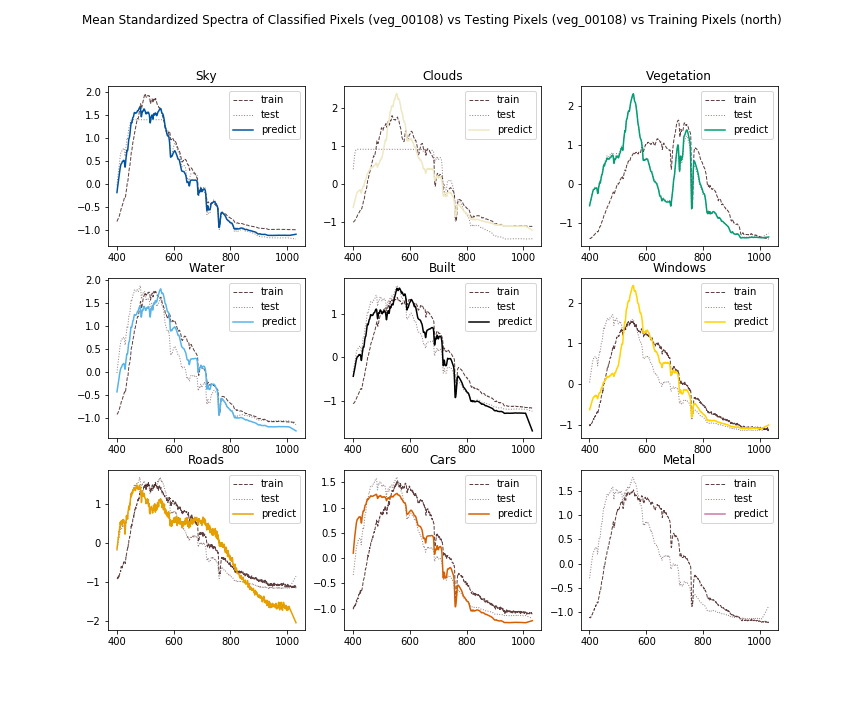 Mean Standardized Spectra of Classified Pixels (veg_00108) vs Testing Pixels (veg_00108) vs Training Pixels (north)
Sky
train
test
predict
2.0
1.5
1.0
0.5
0.0
−0.5
−1.0
400 600 800 1000
Clouds
train
test
predict
2
1
0
−1
400 600 800 1000
Vegetation
train
test
predict
2
1
0
−1
400 600 800 1000
Water
train
test
predict
2.0
1.5
1.0
0.5
0.0
−0.5
−1.0
400 600 800 1000
Built
train
test
predict
1
0
−1
400 600 800 1000
Windows
train
test
predict
2
1
0
−1
400 600 800 1000
Roads
train
test
predict
1
0
−1
−2
400 600 800 1000
Cars
train
test
predict
1.5
1.0
0.5
0.0
−0.5
−1.0
400 600 800 1000
Metal
train
test
predict
1.5
1.0
0.5
0.0
−0.5
−1.0
400 600 800 1000